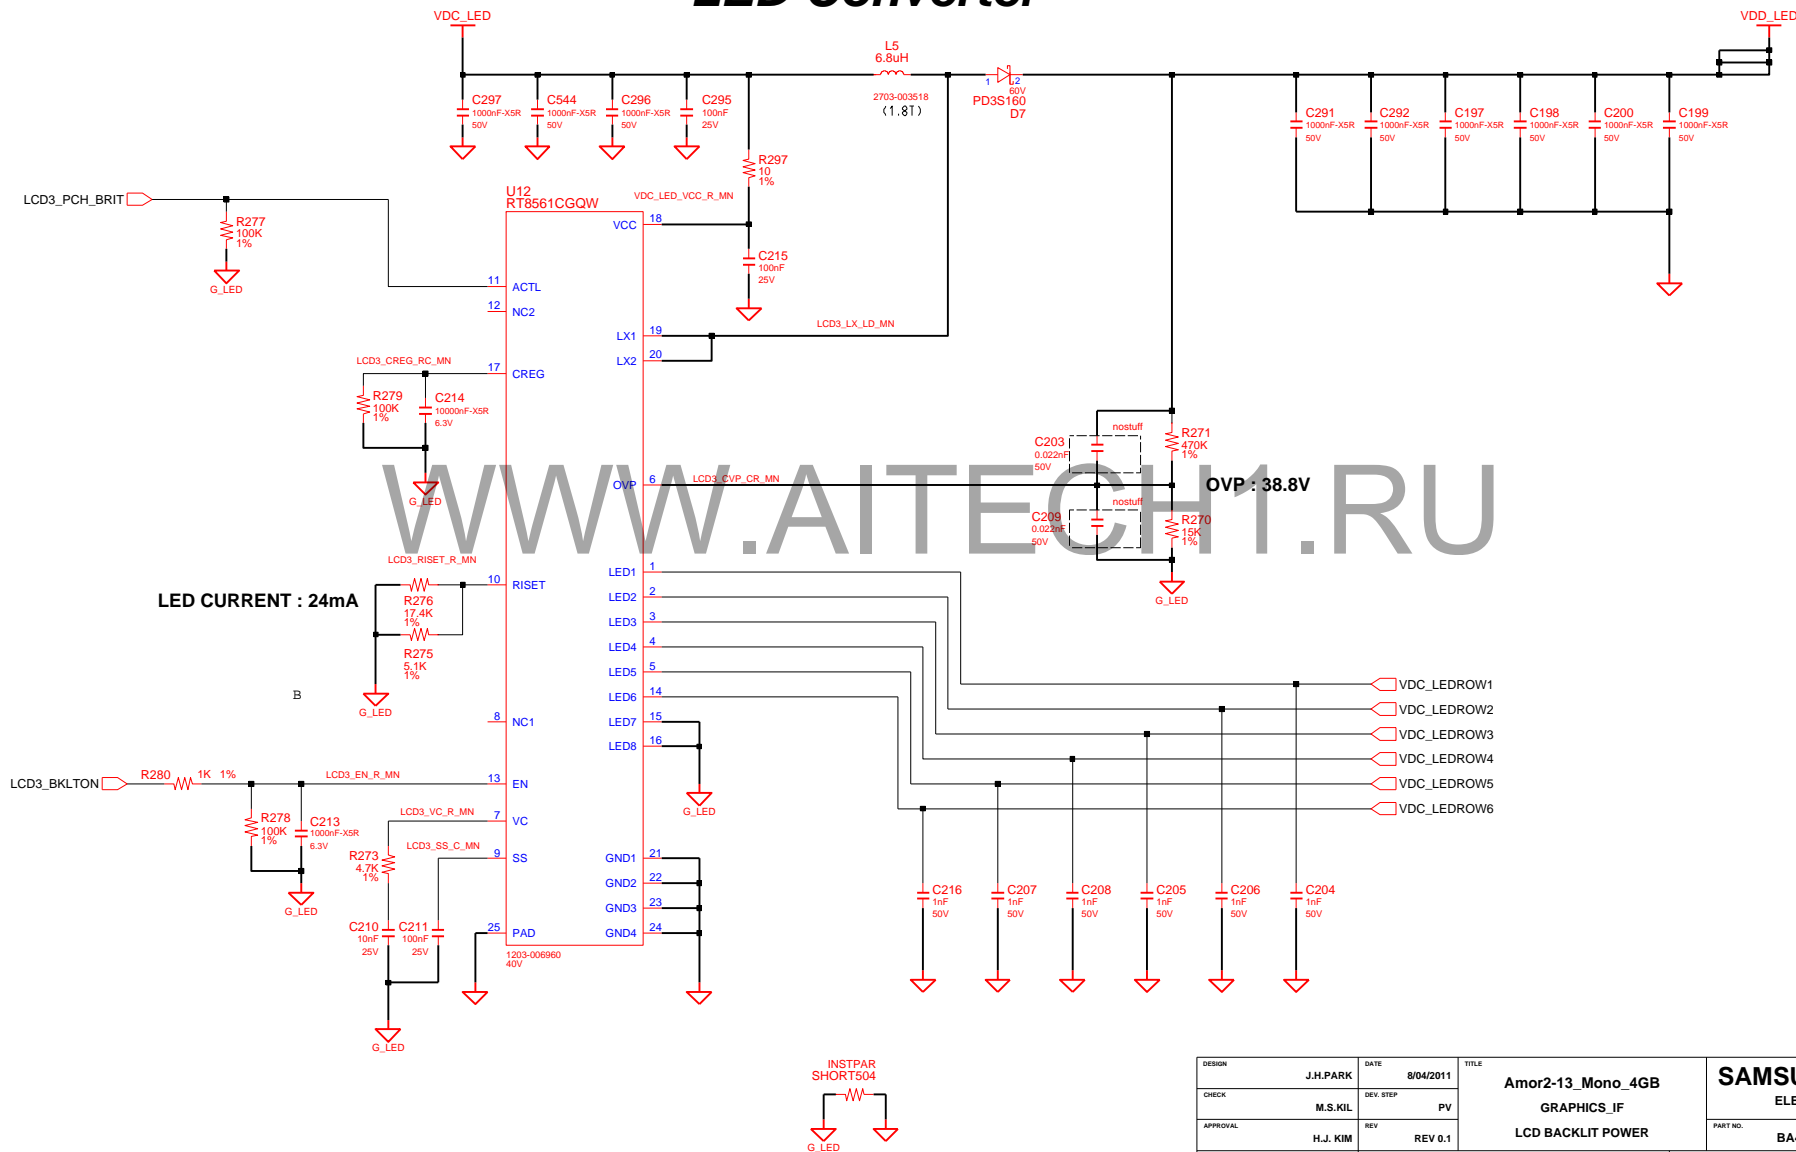 LED Converter
VDC_LED
VDD_LED
L5
6.8uH
2703-003518
(1.8T)
1
2
60V
PD3S160
D7
C297
1000nF-X5R
50V
C544
1000nF-X5R
50V
C296
1000nF-X5R
50V
C295
100nF
25V
C291
1000nF-X5R
50V
C292
1000nF-X5R
50V
C197
1000nF-X5R
50V
C198
1000nF-X5R
50V
C200
1000nF-X5R
50V
C199
1000nF-X5R
50V
R297
10
1%
LCD3_PCH_BRIT
R277
100K
1%
G_LED
U12
RT8561CGQW
VDC_LED_VCC_R_MN
VCC 18
C215
100nF
25V
11 ACTL
12 NC2
LX1 19
LCD3_LX_LD_MN
LX2 20
LCD3_CREG_RC_MN
17 CREG
R279
100K
1%
C214
10000nF-X5R
6.3V
G_LED
nostuff
C203
0.022nF
50V
R271
470K
1%
OVP 6
LCD3_CVP_CR_MN
OVP : 38.8V
nostuff
C209
0.022nF
50V
R270
15K
1%
G_LED
WWW.AITECH1.RU
LCD3_RISET_R_MN
10 RISET
LED CURRENT : 24mA
R276
17.4K
1%
R275
5.1K
1%
G_LED
B
LED1 1
LED2 2
LED3 3
LED4 4
LED5 5
LED6 14
LED7 15
LED8 16
G_LED
8 NC1
VDC_LEDROW1
VDC_LEDROW2
VDC_LEDROW3
VDC_LEDROW4
VDC_LEDROW5
VDC_LEDROW6
LCD3_BKLTON
R280 1K 1%
LCD3_EN_R_MN
13 EN
R278
100K
1%
C213
1000nF-X5R
6.3V
G_LED
LCD3_VC_R_MN
7 VC
LCD3_SS_C_MN
9 SS
R273
4.7K
1%
C210
10nF
25V
C211
100nF
25V
G_LED
GND1 21
GND2 22
GND3 23
GND4 24
25 PAD
1203-006960
40V
C216
1nF
50V
C207
1nF
50V
C208
1nF
50V
C205
1nF
50V
C206
1nF
50V
C204
1nF
50V
INSTPAR
SHORT504
G_LED
DESIGN
J.H.PARK
DATE
8/04/2011
TITLE
Amor2-13_Mono_4GB
GRAPHICS_IF
LCD BACKLIT POWER
CHECK
M.S.KIL
DEV. STEP
PV
APPROVAL
H.J. KIM
REV
REV 0.1
SAMSU
ELE
PART NO.
BA4